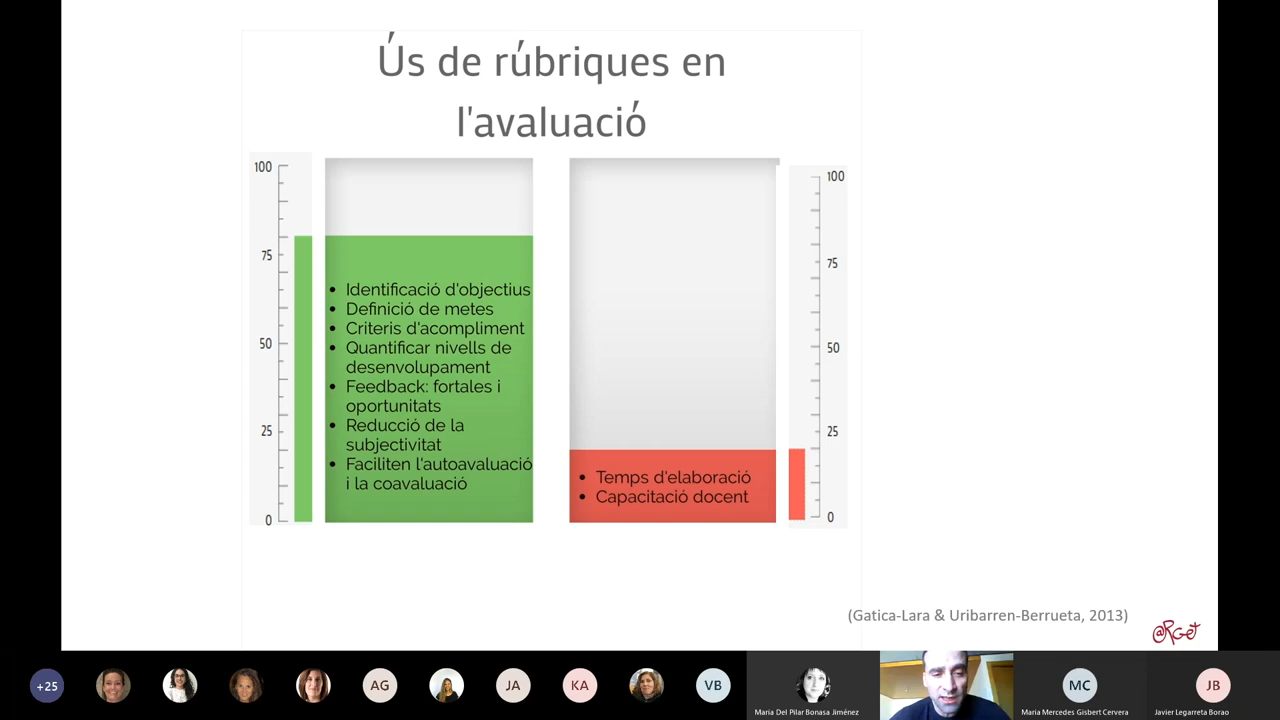 Ús de rúbriques en
l'avaluació
100
75
50
25
0
• Identificació d'objectius
• Definició de metes
• Criteris d'acompliment
• Quantificar nivells de
desenvolupament
• Feedback: fortales i
oportunitats
• Reducció de la
subjectivitat
• Faciliten l'autoavaluació
i la coavaluació
• Temps d'elaboració
• Capacitació docent
100
75
50
25
0
(Gatica-Lara & Uribarren-Berrueta, 2013)
@RGet
+25
AG
JA
KA
VB
Maria Del Pilar Bonasa Jiménez
MC
Maria Mercedes Gisbert Cervera
JB
Javier Legarreta Borao